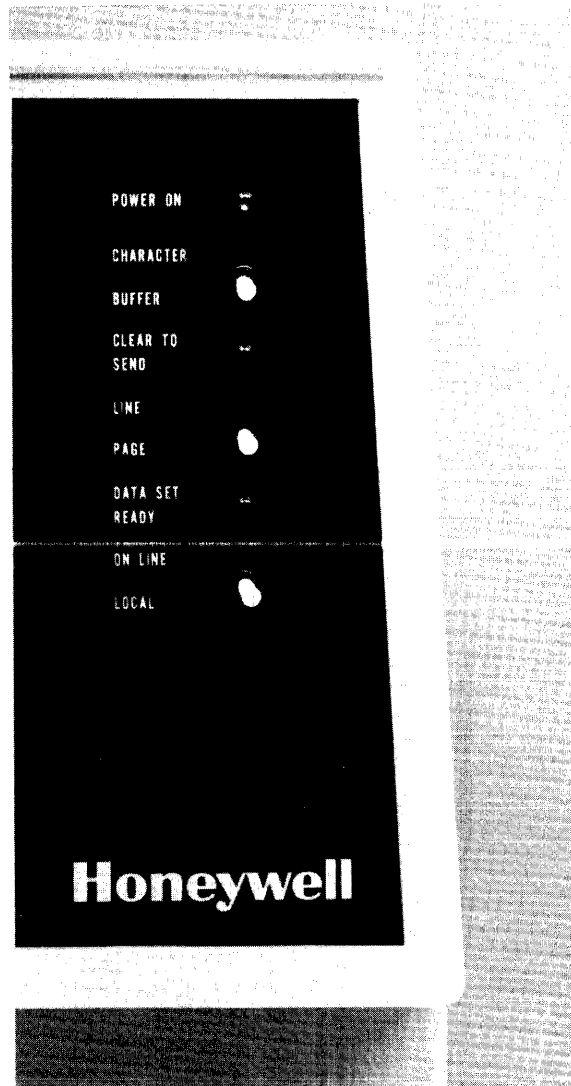 POWER ON
CHARACTER
BUFFER
CLEAR TO
SEND
LINE
PAGE
DATA SET
READY
ON LINE
LOCAL
Honeywell